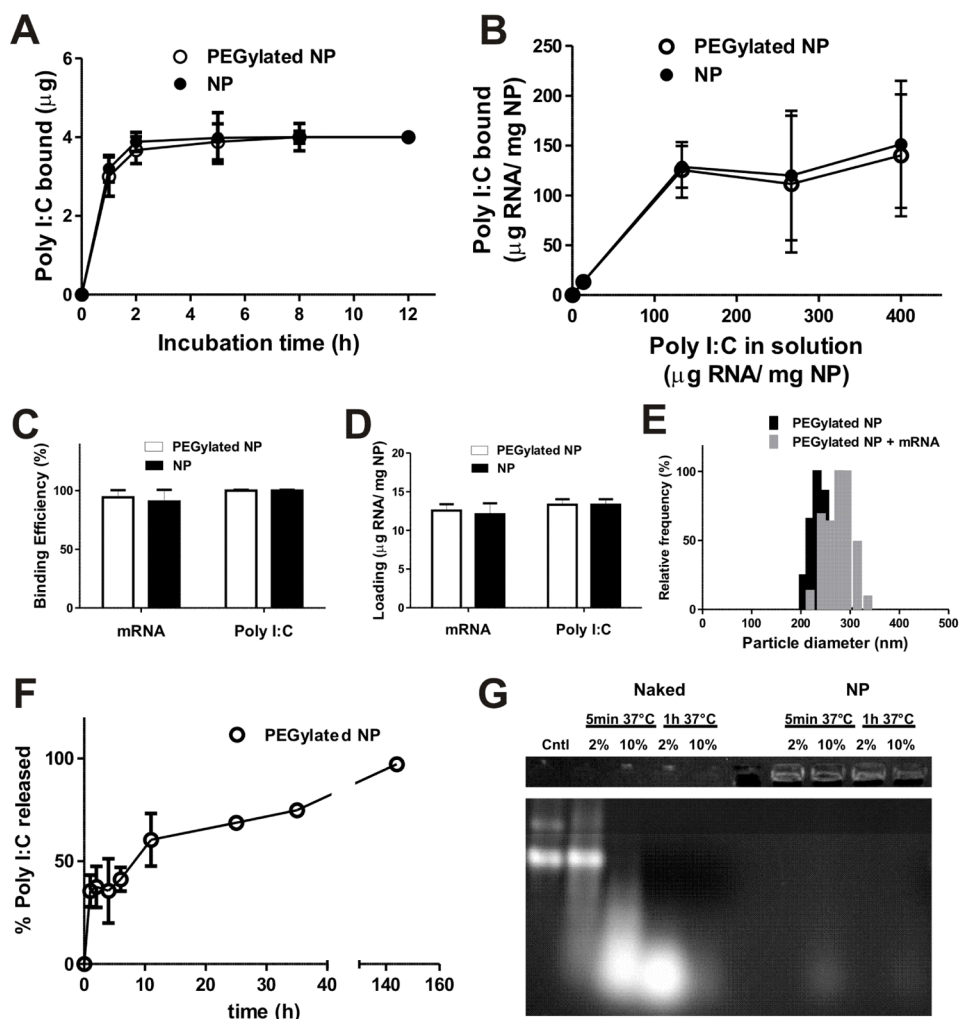 A
PEGylated NP
NP
Poly I:C bound (μg)
6
4
2
0
0 2 4 6 8 10 12
Incubation time (h)
B
PEGylated NP
NP
Poly I:C bound
(μg RNA/ mg NP)
250
200
150
100
50
0
0 100 200 300 400
Poly I:C in solution
(μg RNA/ mg NP)
C
PEGylated NP
NP
Binding Efficiency (%)
100
50
0
mRNA Poly I:C
D
PEGylated NP
NP
Loading (μg RNA/ mg NP)
20
15
10
5
0
mRNA Poly I:C
E
PEGylated NP
PEGylated NP + mRNA
Relative frequency (%)
100
50
0
0 100 200 300 400 500
Particle diameter (nm)
F
PEGylated NP
% Poly I:C released
100
50
0
0 10 20 30 40 140 160
time (h)
G
Naked NP
5min 37°C 1h 37°C 5min 37°C 1h 37°C
Cntl 2% 10% 2% 10% 2% 10% 2% 10%